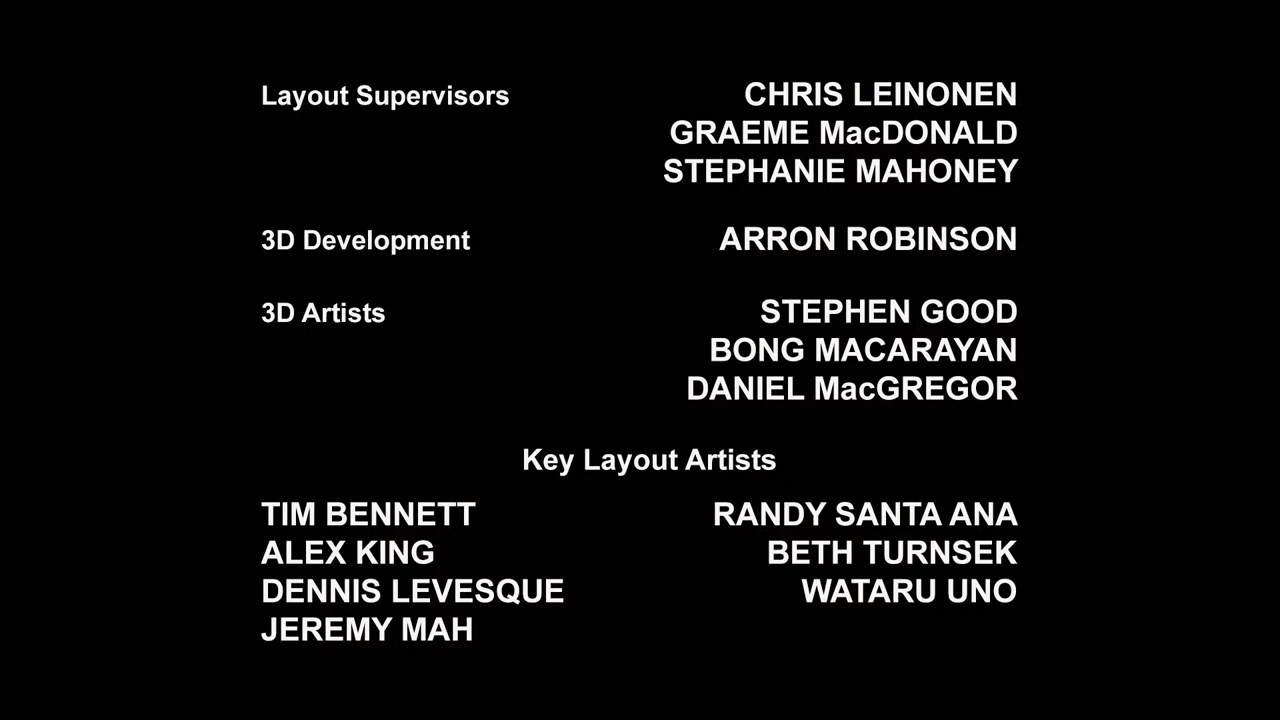 Layout Supervisors CHRIS LEINONEN
GRAEME MacDONALD
STEPHANIE MAHONEY
3D Development ARRON ROBINSON
3D Artists STEPHEN GOOD
BONG MACARAYAN
DANIEL MacGREGOR
Key Layout Artists
TIM BENNETT RANDY SANTA ANA
ALEX KING BETH TURNSEK
DENNIS LEVESQUE WATARU UNO
JEREMY MAH